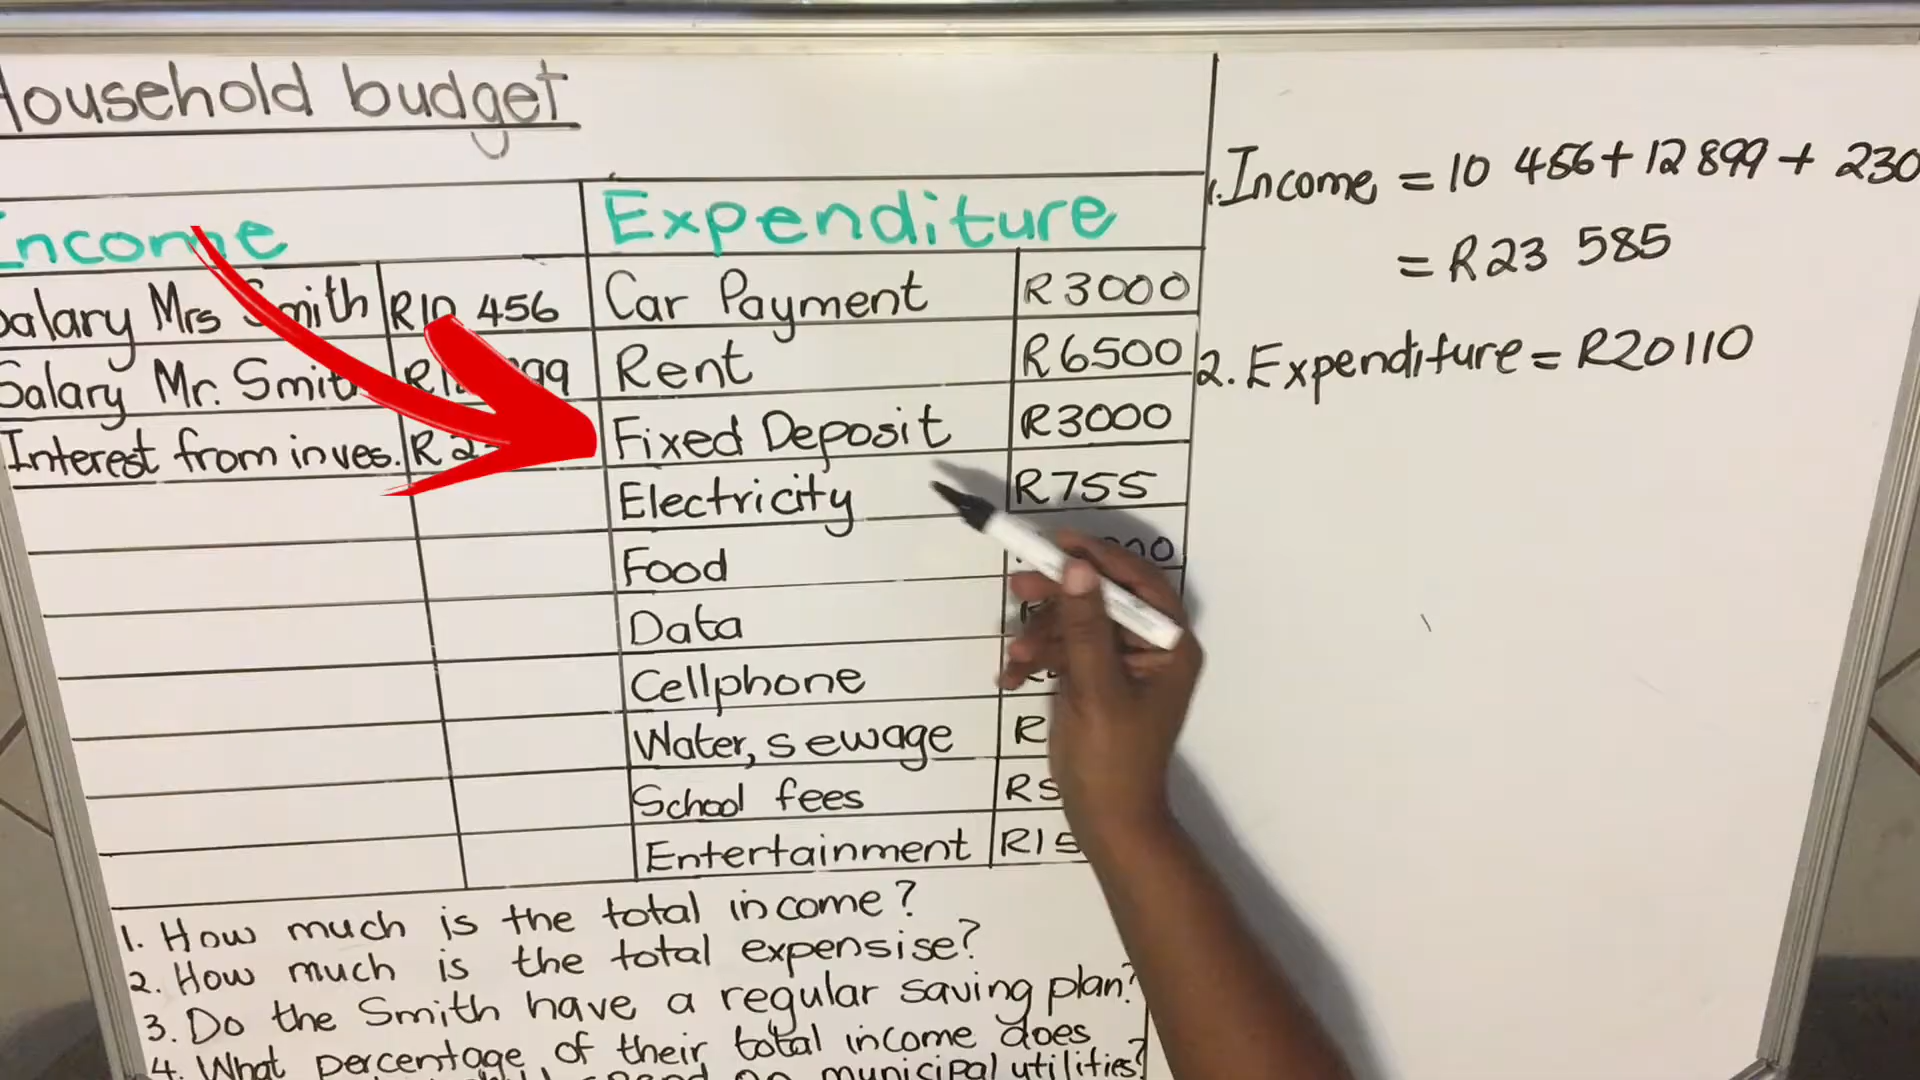 Household budget
Income
Expenditure
Salary Mrs Smith R10 456
Car Payment R3000
Salary Mr. Smith
Rent R6500
Interest from inves.
Fixed Deposit R3000
Electricity R755
Food
Data
Cellphone
Water, sewage
School fees
Entertainment
1. Income = 10 456 + 12 899 + 230
= R23 585
2. Expenditure = R20110
1. How much is the total income?
2. How much is the total expensise?
3. Do the Smith have a regular saving plan?
4. What percentage of their total income does
municipal utilities?